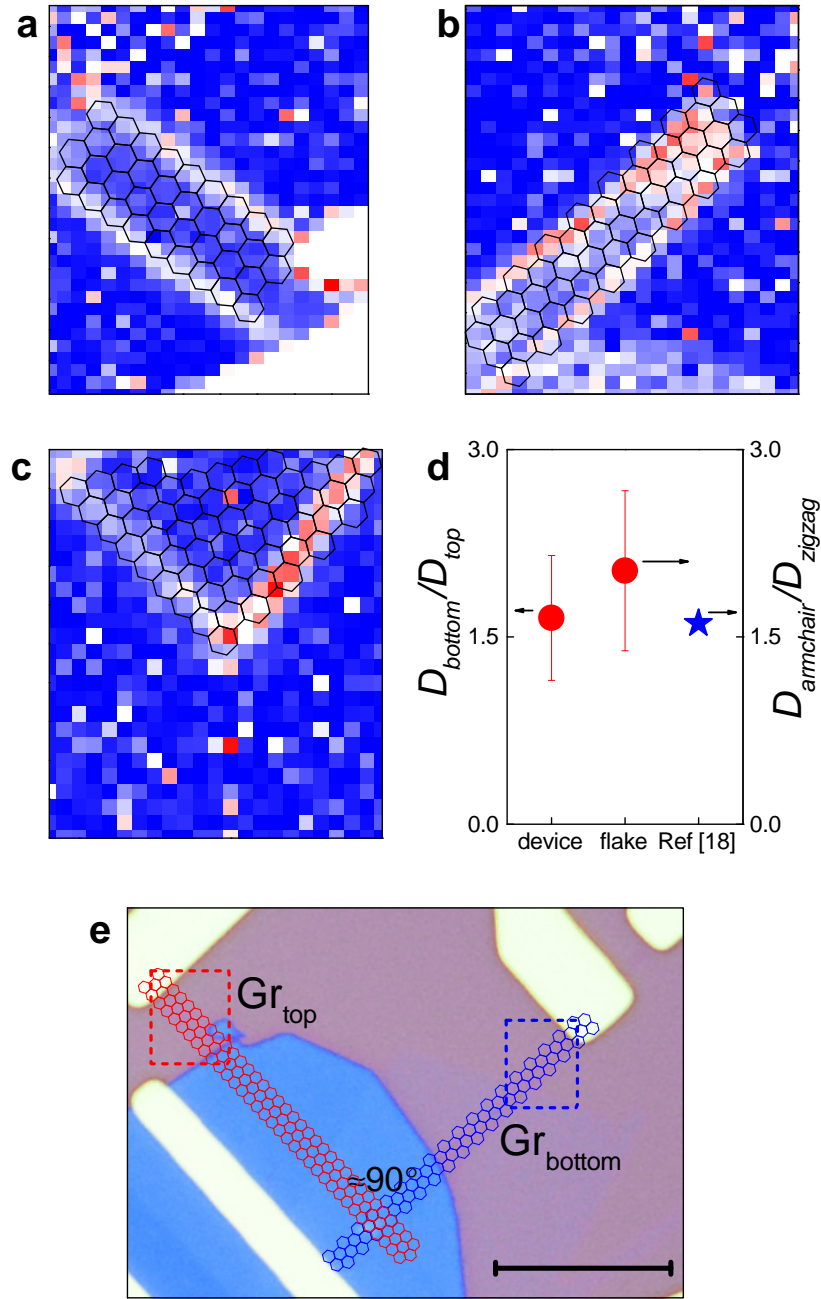 a
b
c
d
3.0
3.0
D_bottom/D_top
1.5
1.5
D_armchair/D_zigzag
0.0
0.0
device
flake
Ref [18]
e
Gr_top
Gr_bottom
≈90°